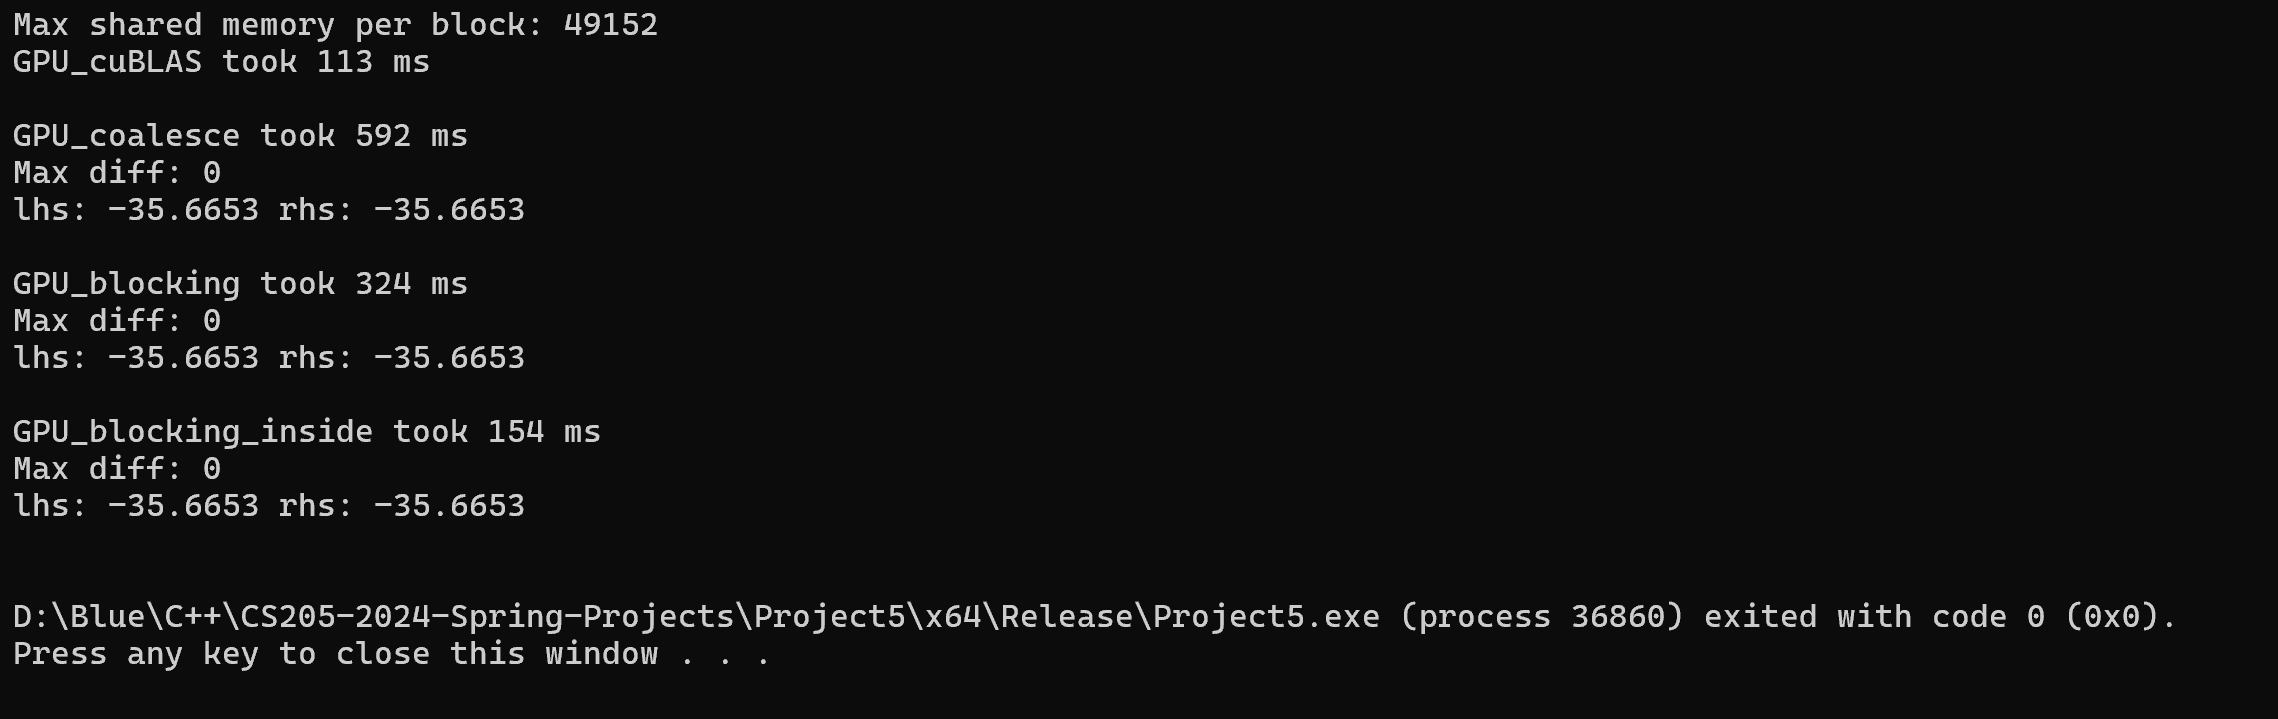 Max shared memory per block: 49152
GPU_cuBLAS took 113 ms
GPU_coalesce took 592 ms
Max diff: 0
lhs: -35.6653 rhs: -35.6653
GPU_blocking took 324 ms
Max diff: 0
lhs: -35.6653 rhs: -35.6653
GPU_blocking_inside took 154 ms
Max diff: 0
lhs: -35.6653 rhs: -35.6653
D:\Blue\C++\CS205-2024-Spring-Projects\Project5\x64\Release\Project5.exe (process 36860) exited with code 0 (0x0).
Press any key to close this window . . .